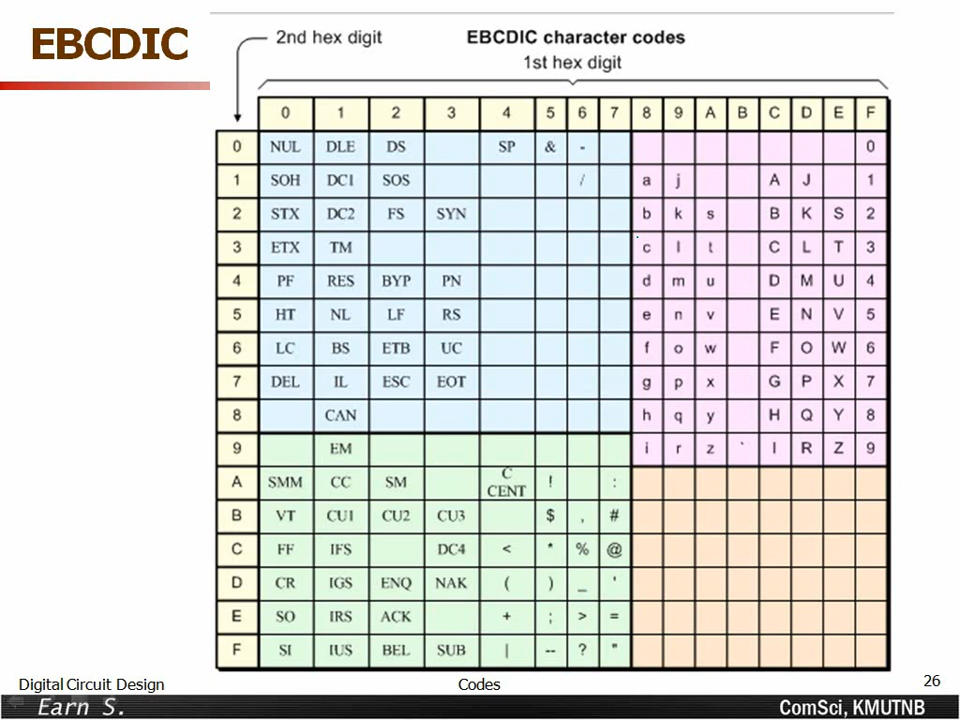 EBCDIC
2nd hex digit
EBCDIC character codes
1st hex digit
0 1 2 3 4 5 6 7 8 9 A B C D E F
0 NUL DLE DS SP & - 0
1 SOH DC1 SOS / a j A J 1
2 STX DC2 FS SYN b k s B K S 2
3 ETX TM c l t C L T 3
4 PF RES BYP PN d m u D M U 4
5 HT NL LF RS e n v E N V 5
6 LC BS ETB UC f o w F O W 6
7 DEL IL ESC EOT g p x G P X 7
8 CAN h q y H Q Y 8
9 EM i r z ` I R Z 9
A SMM CC SM C CENT ! :
B VT CU1 CU2 CU3 $ , #
C FF IFS DC4 < * % @
D CR IGS ENQ NAK ( ) _ '
E SO IRS ACK + ; > =
F SI IUS BEL SUB | -- ? "
Digital Circuit Design Codes 26
Earn S. ComSci, KMUTNB